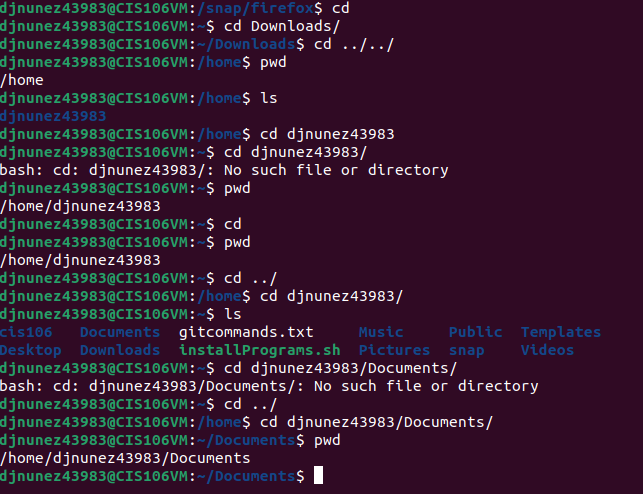 djnunez43983@CIS106VM:/snap/firefox$ cd
djnunez43983@CIS106VM:~$ cd Downloads/
djnunez43983@CIS106VM:~/Downloads$ cd ../../
djnunez43983@CIS106VM:/home$ pwd
/home
djnunez43983@CIS106VM:/home$ ls
djnunez43983
djnunez43983@CIS106VM:/home$ cd djnunez43983
djnunez43983@CIS106VM:~$ cd djnunez43983/
bash: cd: djnunez43983/: No such file or directory
djnunez43983@CIS106VM:~$ pwd
/home/djnunez43983
djnunez43983@CIS106VM:~$ cd
djnunez43983@CIS106VM:~$ pwd
/home/djnunez43983
djnunez43983@CIS106VM:~$ cd ../
djnunez43983@CIS106VM:/home$ cd djnunez43983/
djnunez43983@CIS106VM:~$ ls
cis106   Documents  gitcommands.txt     Music     Public  Templates
Desktop  Downloads  installPrograms.sh  Pictures  snap    Videos
djnunez43983@CIS106VM:~$ cd djnunez43983/Documents/
bash: cd: djnunez43983/Documents/: No such file or directory
djnunez43983@CIS106VM:~$ cd ../
djnunez43983@CIS106VM:/home$ cd djnunez43983/Documents/
djnunez43983@CIS106VM:~/Documents$ pwd
/home/djnunez43983/Documents
djnunez43983@CIS106VM:~/Documents$